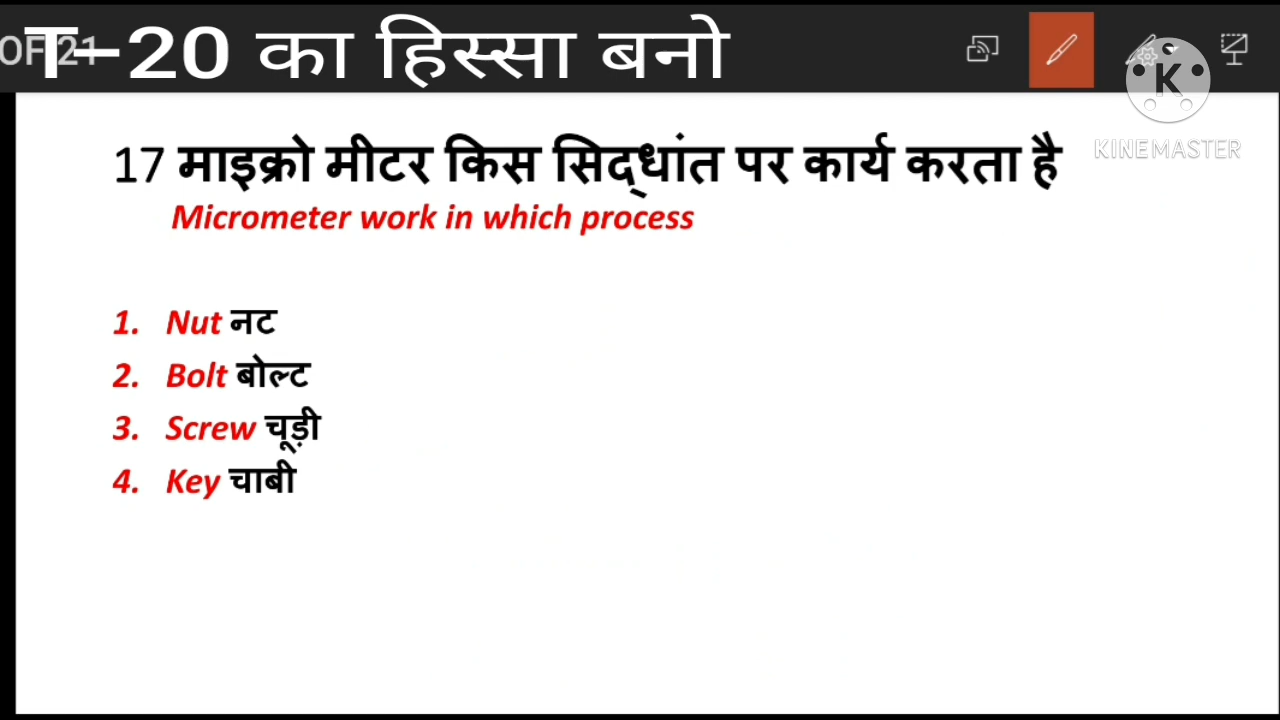 T-20 का हिस्सा बनो
KINEMASTER
17 माइक्रो मीटर किस सिद्धांत पर कार्य करता है
Micrometer work in which process
1. Nut नट
2. Bolt बोल्ट
3. Screw चूड़ी
4. Key चाबी